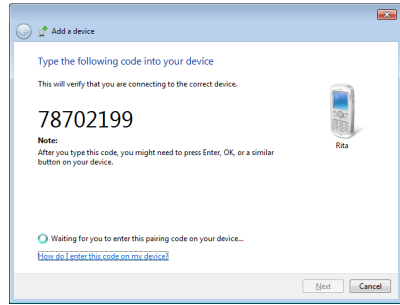 Add a device
Type the following code into your device
This will verify that you are connecting to the correct device.
78702199
Note:
After you type this code, you might need to press Enter, OK, or a similar
button on your device.
Rita
Waiting for you to enter this pairing code on your device...
How do I enter this code on my device?
Next Cancel